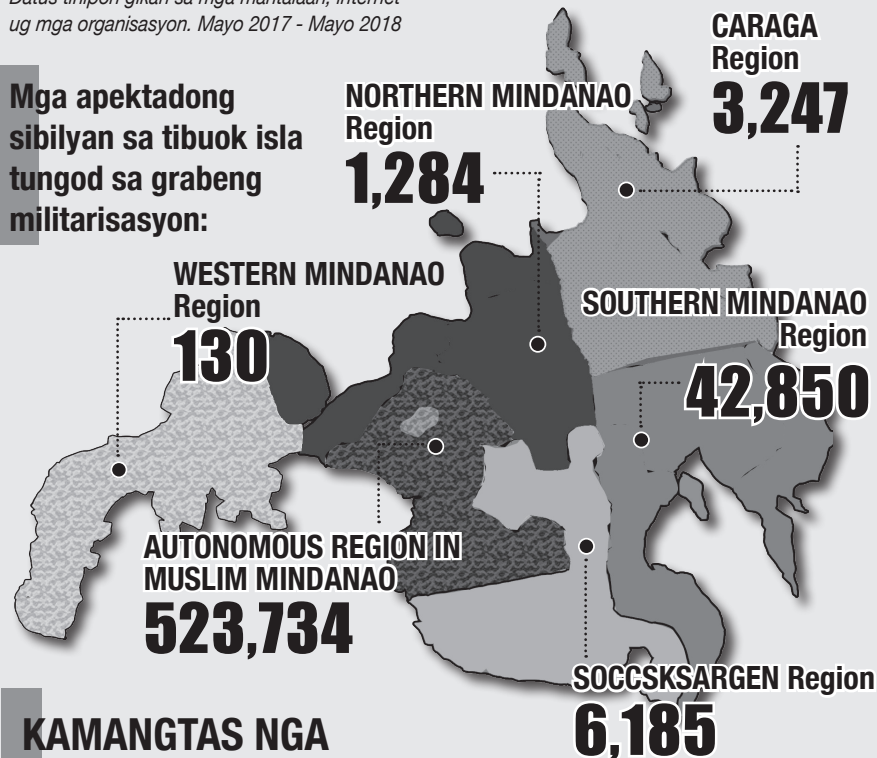 Datus tinipon gikan sa mga mantalaan, internet
ug mga organisasyon. Mayo 2017 - Mayo 2018
Mga apektadong
sibilyan sa tibuok isla
tungod sa grabeng
militarisasyon:
NORTHERN MINDANAO
Region
1,284
CARAGA
Region
3,247
WESTERN MINDANAO
Region
130
SOUTHERN MINDANAO
Region
42,850
AUTONOMOUS REGION IN
MUSLIM MINDANAO
523,734
SOCCSKSARGEN Region
6,185
KAMANGTAS NGA